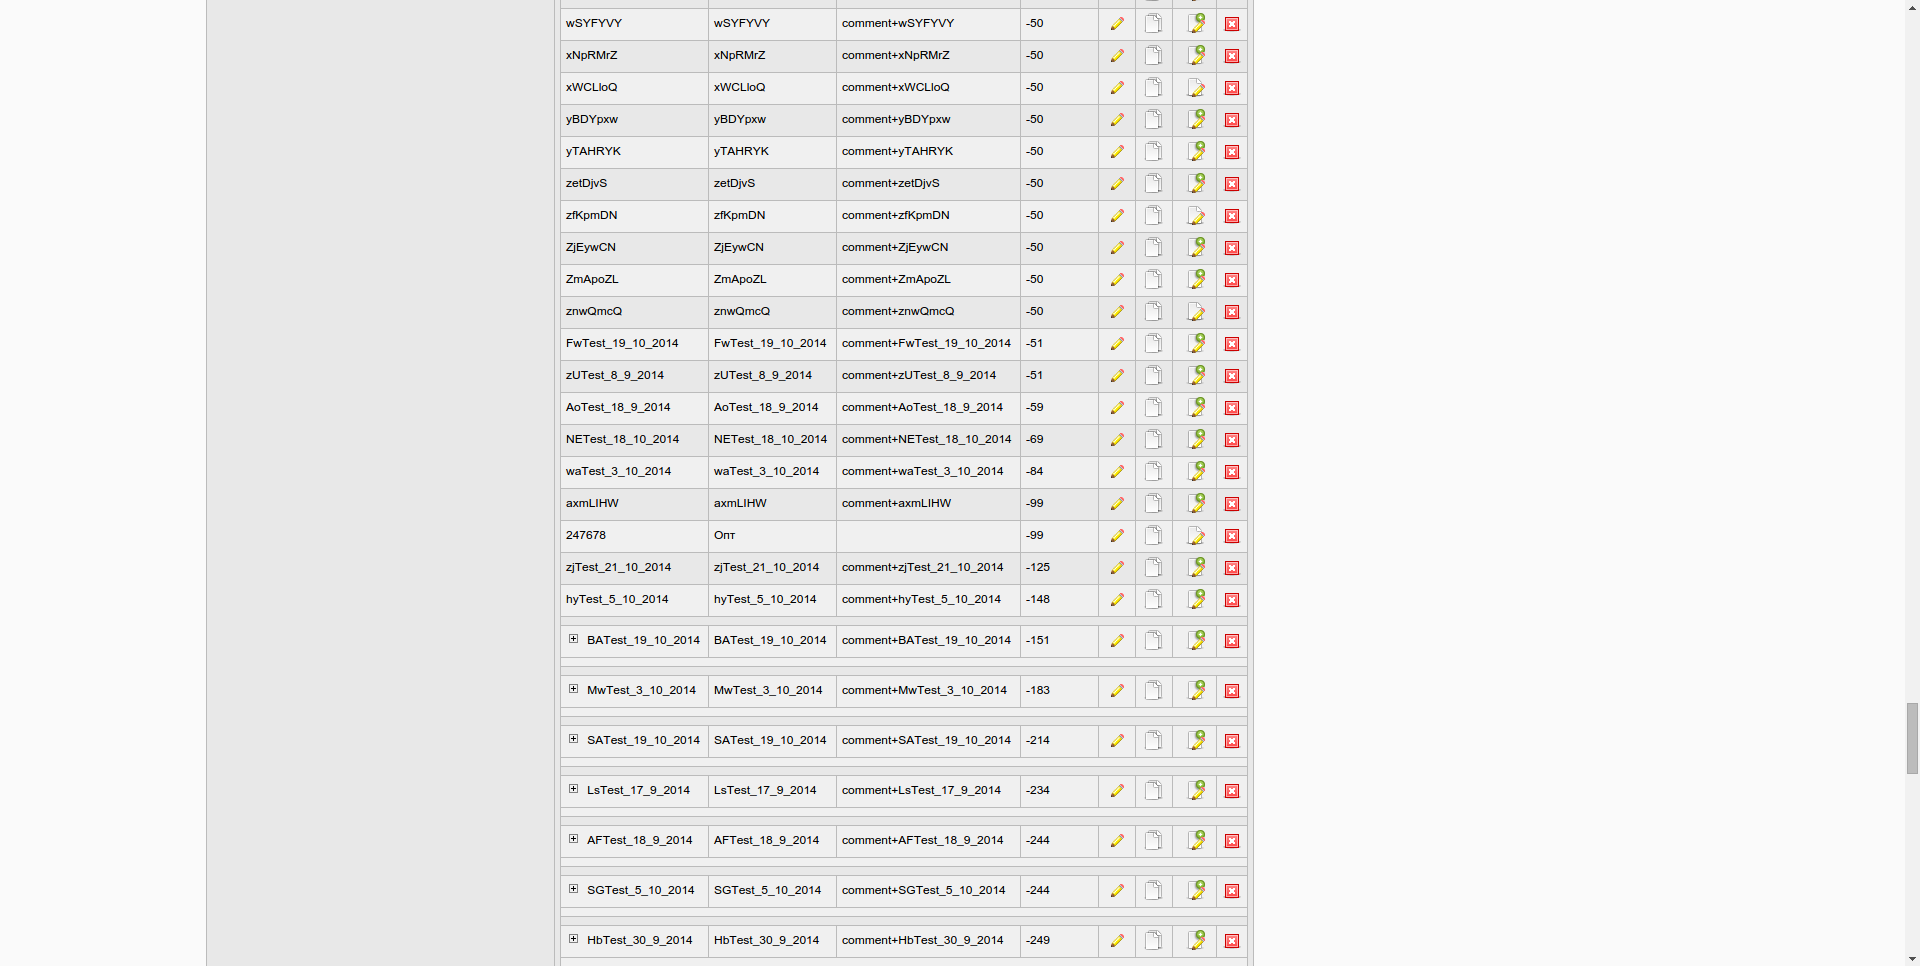 wSYFYVY wSYFYVY comment+wSYFYVY -50
xNpRMrZ xNpRMrZ comment+xNpRMrZ -50
xWCLloQ xWCLloQ comment+xWCLloQ -50
yBDYpxw yBDYpxw comment+yBDYpxw -50
yTAHRYK yTAHRYK comment+yTAHRYK -50
zetDjvS zetDjvS comment+zetDjvS -50
zfKpmDN zfKpmDN comment+zfKpmDN -50
ZjEywCN ZjEywCN comment+ZjEywCN -50
ZmApoZL ZmApoZL comment+ZmApoZL -50
znwQmcQ znwQmcQ comment+znwQmcQ -50
FwTest_19_10_2014 FwTest_19_10_2014 comment+FwTest_19_10_2014 -51
zUTest_8_9_2014 zUTest_8_9_2014 comment+zUTest_8_9_2014 -51
AoTest_18_9_2014 AoTest_18_9_2014 comment+AoTest_18_9_2014 -59
NETest_18_10_2014 NETest_18_10_2014 comment+NETest_18_10_2014 -69
waTest_3_10_2014 waTest_3_10_2014 comment+waTest_3_10_2014 -84
axmLIHW axmLIHW comment+axmLIHW -99
247678 Опт -99
zjTest_21_10_2014 zjTest_21_10_2014 comment+zjTest_21_10_2014 -125
hyTest_5_10_2014 hyTest_5_10_2014 comment+hyTest_5_10_2014 -148
BATest_19_10_2014 BATest_19_10_2014 comment+BATest_19_10_2014 -151
MwTest_3_10_2014 MwTest_3_10_2014 comment+MwTest_3_10_2014 -183
SATest_19_10_2014 SATest_19_10_2014 comment+SATest_19_10_2014 -214
LsTest_17_9_2014 LsTest_17_9_2014 comment+LsTest_17_9_2014 -234
AFTest_18_9_2014 AFTest_18_9_2014 comment+AFTest_18_9_2014 -244
SGTest_5_10_2014 SGTest_5_10_2014 comment+SGTest_5_10_2014 -244
HbTest_30_9_2014 HbTest_30_9_2014 comment+HbTest_30_9_2014 -249